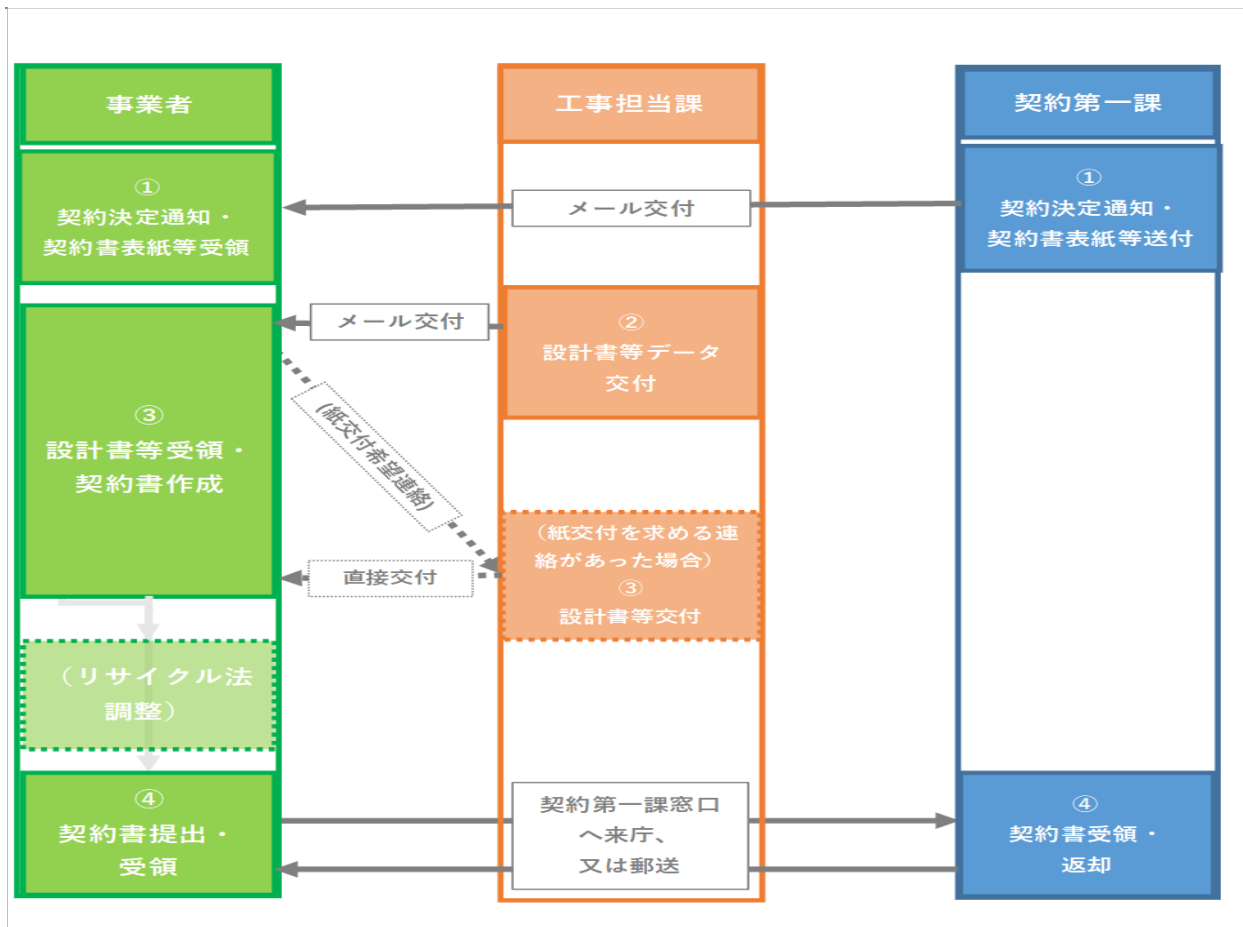 事業者
工事担当課
契約第一課
①
契約決定通知・
契約書表紙等受領
メール交付
①
契約決定通知・
契約書表紙等送付
メール交付
②
設計書等データ
交付
③
設計書等受領・
契約書作成
(紙交付希望連絡)
（紙交付を求める連
絡があった場合）
③
設計書等交付
直接交付
（リサイクル法
調整）
④
契約書提出・
受領
契約第一課窓口
へ来庁、
又は郵送
④
契約書受領・
返却